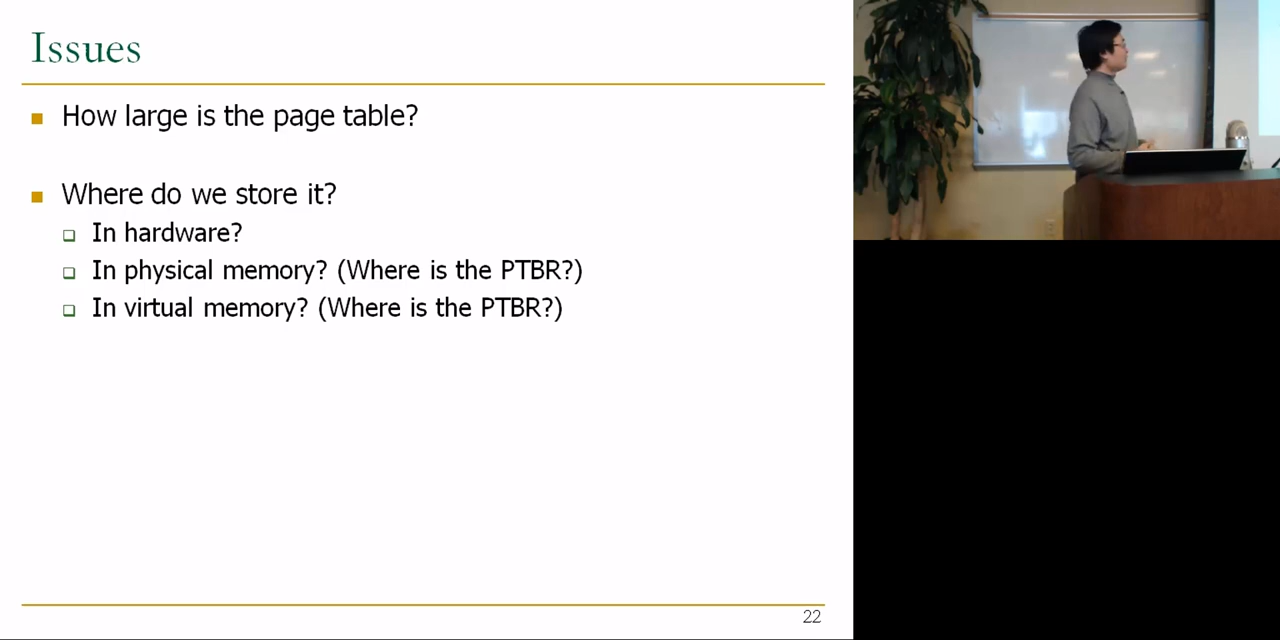 Issues
How large is the page table?
Where do we store it?
In hardware?
In physical memory? (Where is the PTBR?)
In virtual memory? (Where is the PTBR?)
22